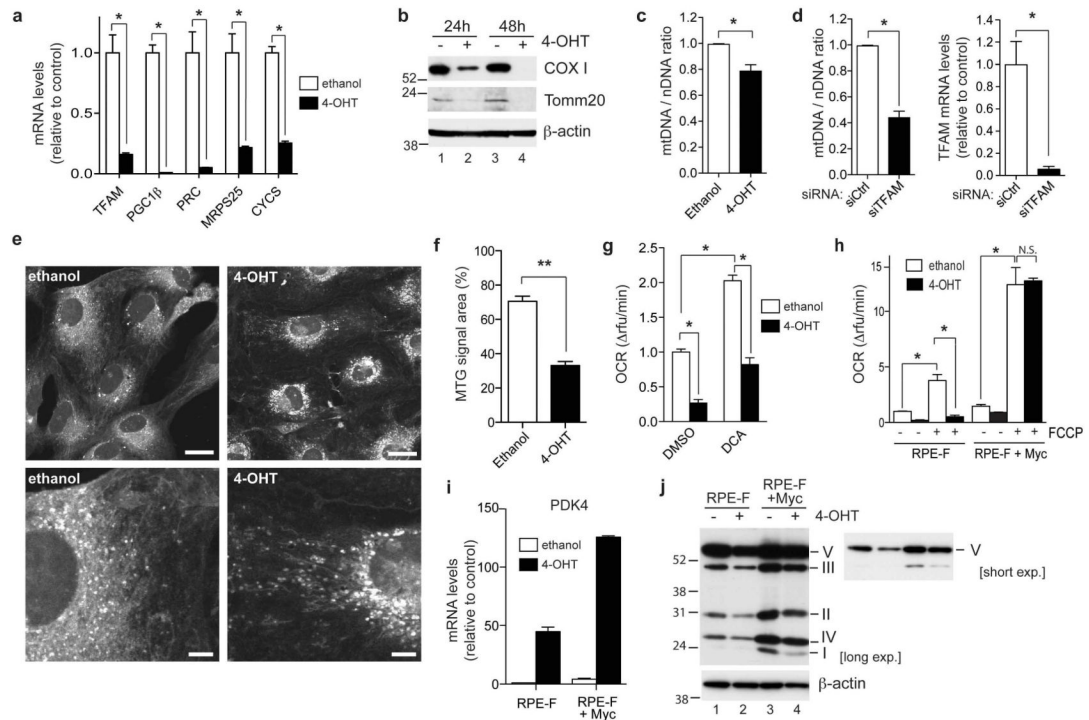 a
mRNA levels
(relative to control)
1.0
0.5
0.0
*
*
*
*
*
ethanol
4-OHT
TFAM
PGC1β
PRC
MRPS25
CYCS
b
24h 48h
- + - + 4-OHT
COX I
52
24
Tomm20
β-actin
38
1 2 3 4
c
mtDNA / nDNA ratio
1.2
1.0
0.8
0.6
0.4
0.2
0.0
*
Ethanol
4-OHT
d
mtDNA / nDNA ratio
1.2
1.0
0.8
0.6
0.4
0.2
0.0
*
siRNA:
siCtrl
siTFAM
TFAM mRNA levels
(relative to control)
1.4
1.2
1.0
0.8
0.6
0.4
0.2
0.0
*
siRNA:
siCtrl
siTFAM
e
ethanol
4-OHT
ethanol
4-OHT
f
MTG signal area (%)
100
80
60
40
20
0
**
Ethanol
4-OHT
g
OCR (Δrfu/min)
2.5
2.0
1.5
1.0
0.5
0.0
*
*
*
ethanol
4-OHT
DMSO
DCA
h
OCR (Δrfu/min)
15
10
5
0
ethanol
4-OHT
*
*
*
N.S.
- - + + - - + + FCCP
RPE-F RPE-F + Myc
i
PDK4
mRNA levels
(relative to control)
150
100
50
0
ethanol
4-OHT
RPE-F RPE-F
+ Myc
j
RPE-F RPE-F
+Myc
- + - + 4-OHT
V
52
III
38
31
II
IV
24
I
[long exp.]
β-actin
38
1 2 3 4
V
[short exp.]